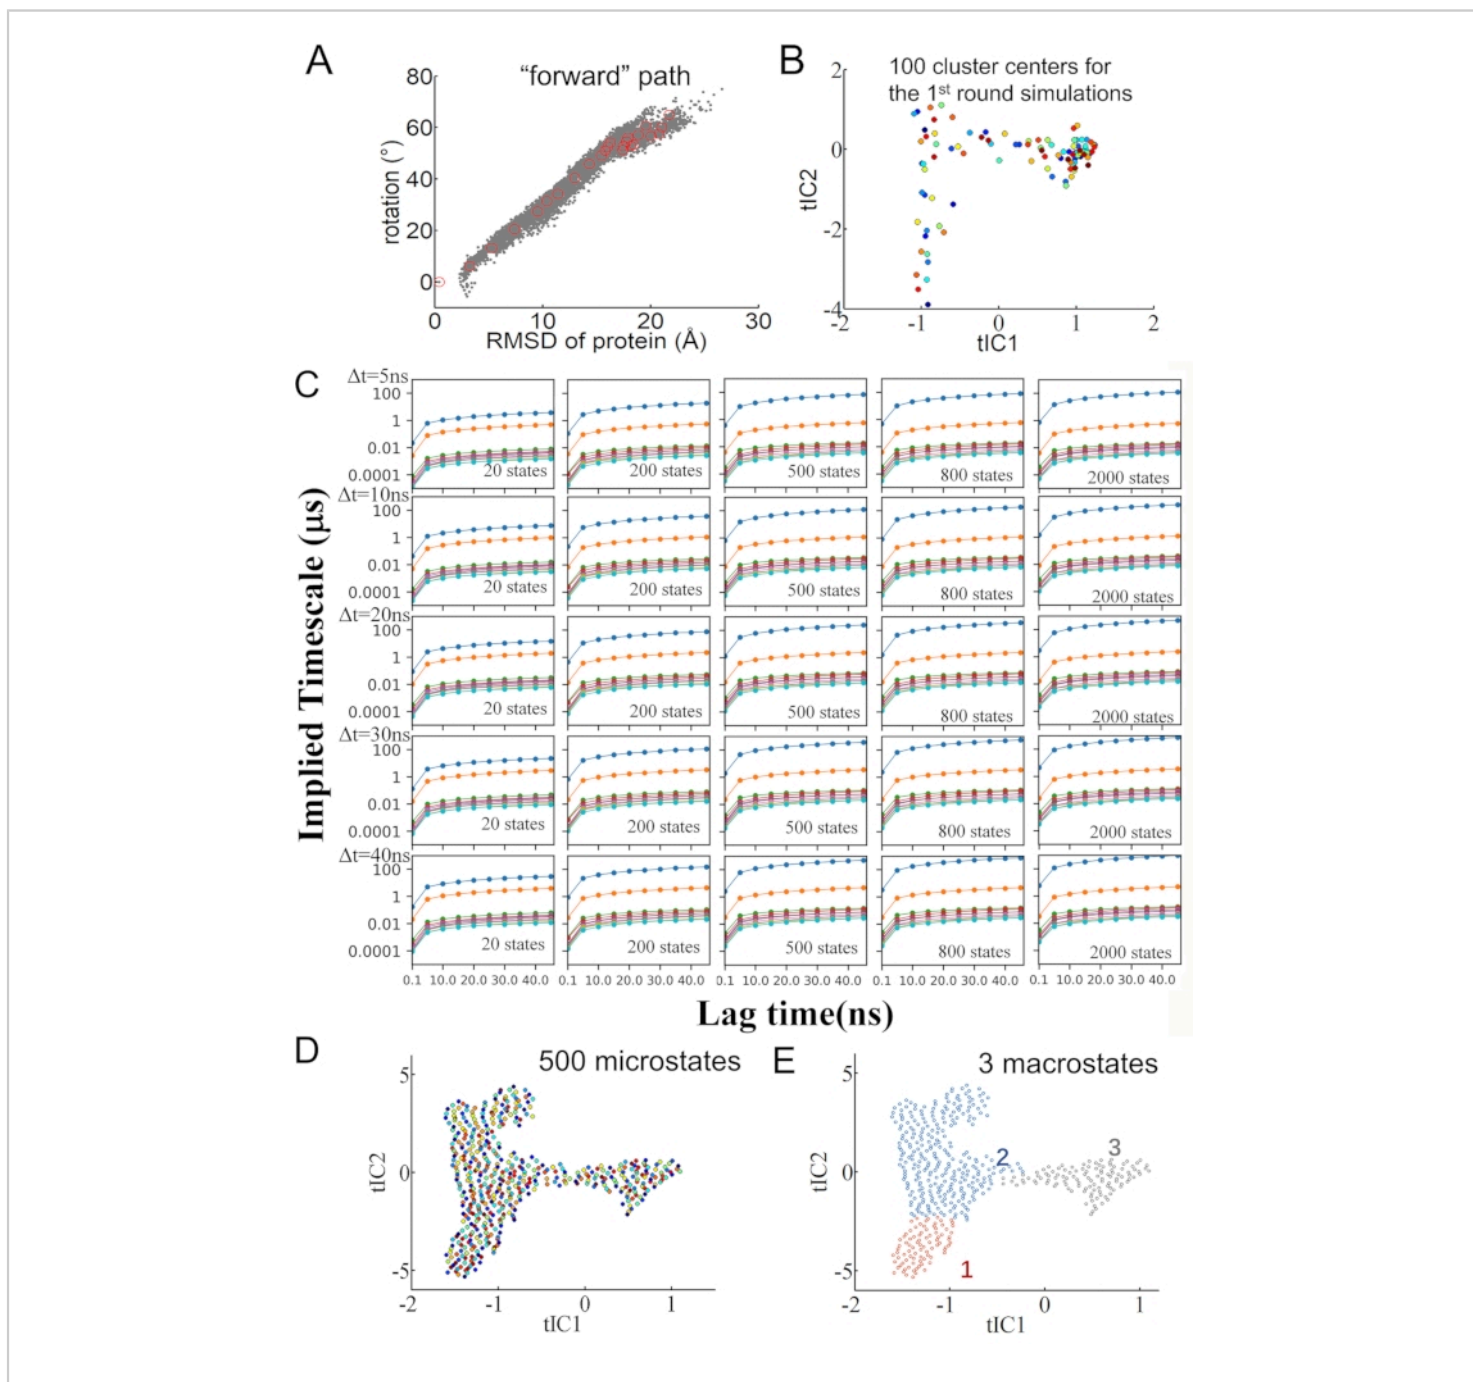 A
"forward" path
80
60
40
20
0
rotation (°)
0
10
20
30
RMSD of protein (Å)
B
100 cluster centers for
the 1st round simulations
2
0
-2
-4
tIC2
-2
-1
0
1
2
tIC1
C
Implied Timescale (μs)
Δt=5ns
100
1
0.01
0.0001
20 states
200 states
500 states
800 states
2000 states
Δt=10ns
100
1
0.01
0.0001
20 states
200 states
500 states
800 states
2000 states
Δt=20ns
100
1
0.01
0.0001
20 states
200 states
500 states
800 states
2000 states
Δt=30ns
100
1
0.01
0.0001
20 states
200 states
500 states
800 states
2000 states
Δt=40ns
100
1
0.01
0.0001
20 states
200 states
500 states
800 states
2000 states
0.1 10.0 20.0 30.0 40.0
0.1 10.0 20.0 30.0 40.0
0.1 10.0 20.0 30.0 40.0
0.1 10.0 20.0 30.0 40.0
0.1 10.0 20.0 30.0 40.0
Lag time(ns)
D
500 microstates
5
0
-5
tIC2
-2
-1
0
1
tIC1
E
3 macrostates
5
0
-5
tIC2
2
3
1
-2
-1
0
1
tIC1